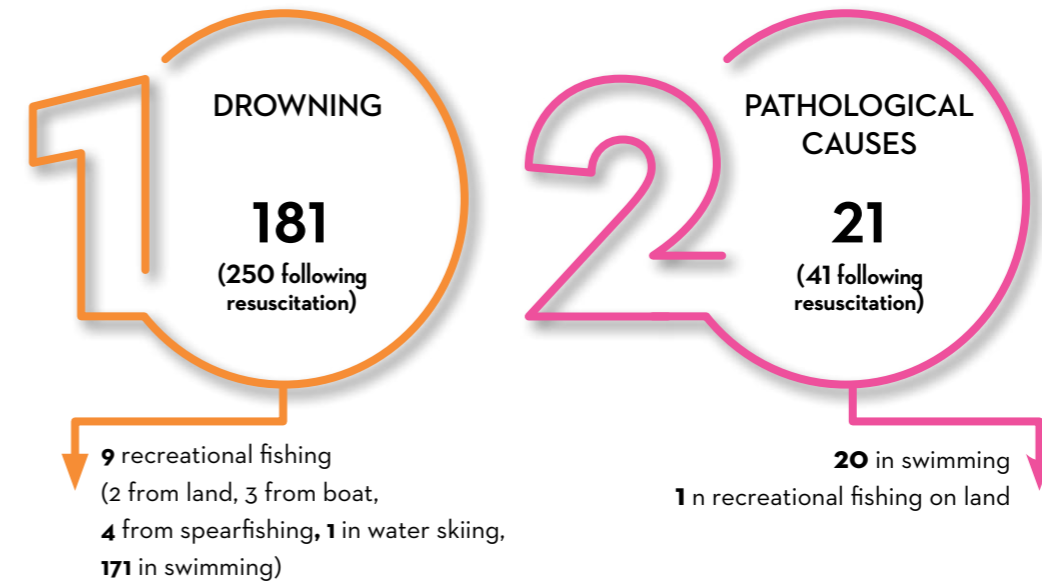 1
DROWNING
181
(250 following
resuscitation)
9 recreational fishing
(2 from land, 3 from boat,
4 from spearfishing, 1 in water skiing,
171 in swimming)
2
PATHOLOGICAL
CAUSES
21
(41 following
resuscitation)
20 in swimming
1 n recreational fishing on land